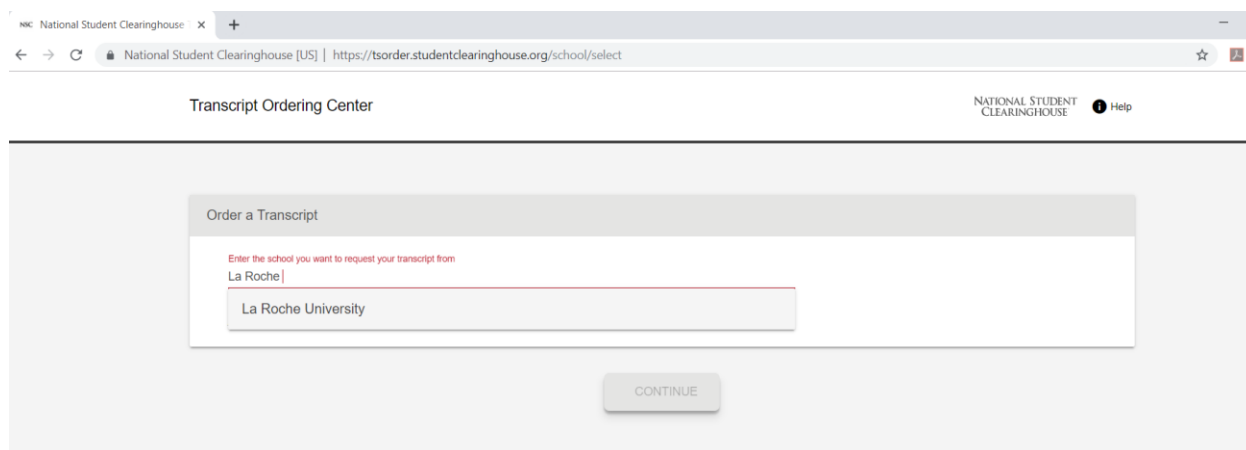 NSC National Student Clearinghouse
National Student Clearinghouse [US] | https://tsorder.studentclearinghouse.org/school/select
Transcript Ordering Center
NATIONAL STUDENT
CLEARINGHOUSE
Help
Order a Transcript
Enter the school you want to request your transcript from
La Roche
La Roche University
CONTINUE